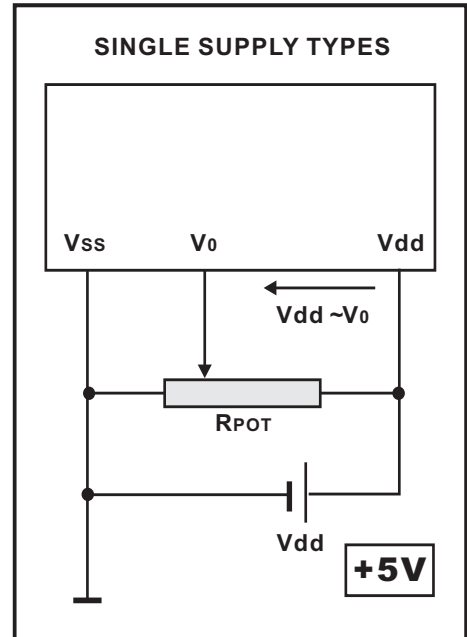 SINGLE SUPPLY TYPES
VSS V0 Vdd
Vdd ~V0
RPOT
Vdd
+5V